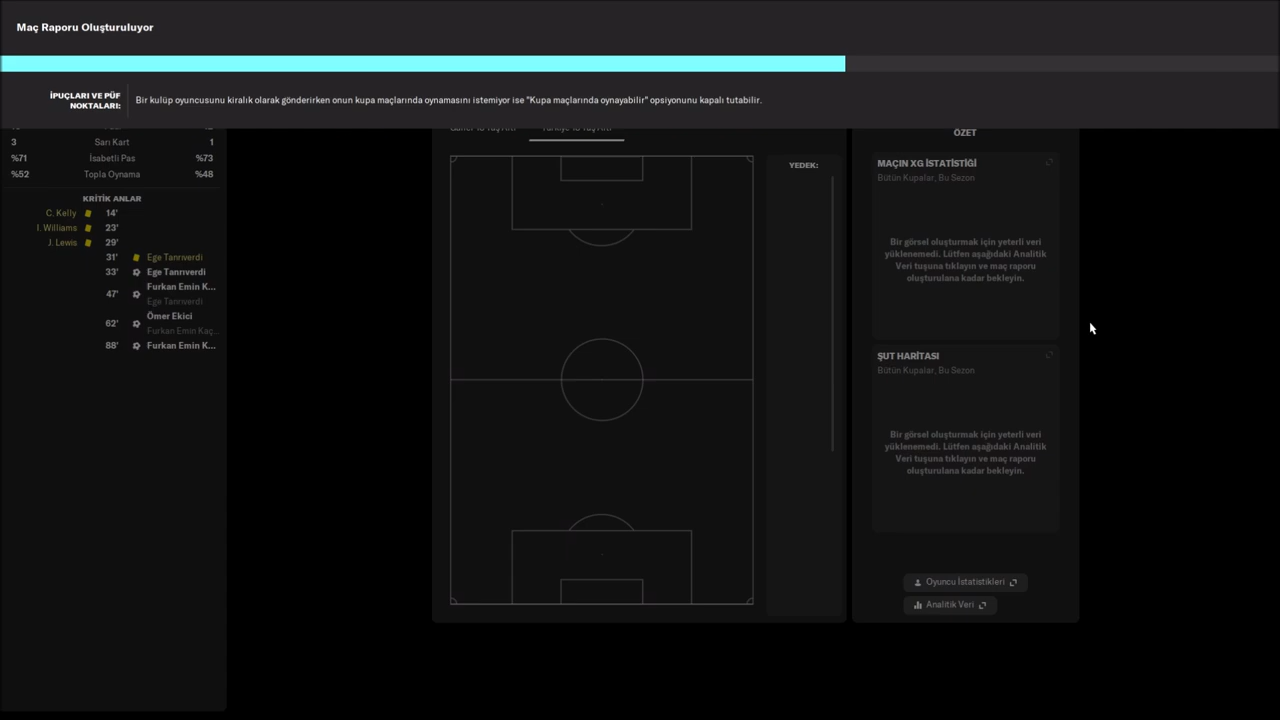 Maç Raporu Oluşturuluyor
İPUÇLARI VE PÜF NOKTALARI:
Bir kulüp oyuncusunu kiralık olarak gönderirken onun kupa maçlarında oynamasını istemiyor ise "Kupa maçlarında oynayabilir" opsiyonunu kapalı tutabilir.
3 Sarı Kart 1
%71 İsabetli Pas %73
%52 Topla Oynama %48
KRİTİK ANLAR
C. Kelly 14'
I. Williams 23'
J. Lewis 29'
31' Ege Tanrıverdi
33' Ege Tanrıverdi
47' Furkan Emin K...
Ege Tanrıverdi
62' Ömer Ekici
Furkan Emin Kaç...
88' Furkan Emin K...
YEDEK:
ÖZET
MAÇIN XG İSTATİSTİĞİ
Bütün Kupalar, Bu Sezon
Bir görsel oluşturmak için yeterli veri
yüklenemedi. Lütfen aşağıdaki Analitik
Veri tuşuna tıklayın ve maç raporu
oluşturulana kadar bekleyin.
ŞUT HARİTASI
Bütün Kupalar, Bu Sezon
Bir görsel oluşturmak için yeterli veri
yüklenemedi. Lütfen aşağıdaki Analitik
Veri tuşuna tıklayın ve maç raporu
oluşturulana kadar bekleyin.
Oyuncu İstatistikleri
Analitik Veri